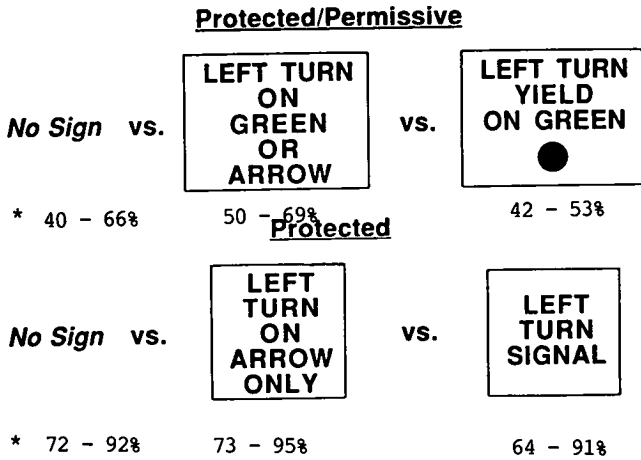 Protected/Permissive
No Sign vs.
LEFT TURN
ON
GREEN
OR
ARROW
vs.
LEFT TURN
YIELD
ON GREEN
* 40 - 66%
50 - 69%
42 - 53%
Protected
No Sign vs.
LEFT
TURN
ON
ARROW
ONLY
vs.
LEFT
TURN
SIGNAL
* 72 - 92%
73 - 95%
64 - 91%